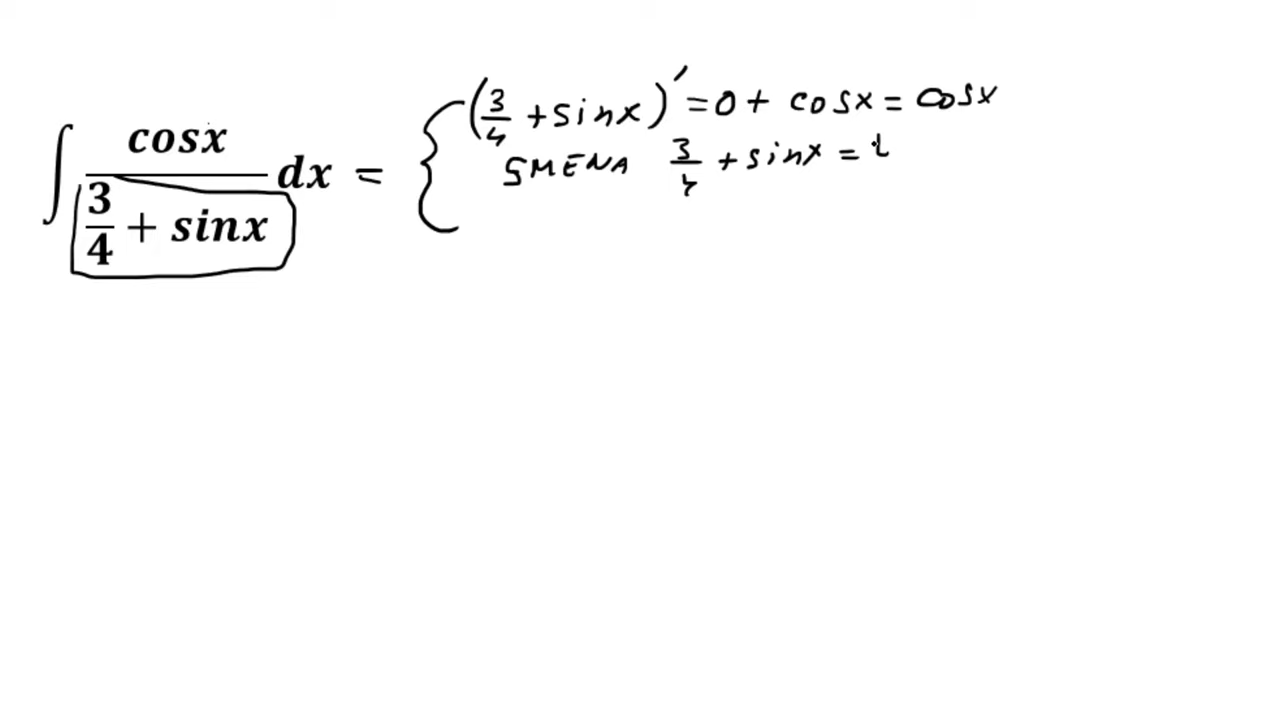 ∫ cosx / (3/4 + sinx) dx = { (3/4 + sinx)' = 0 + cosx = cosx
SMENA 3/4 + sinx = t